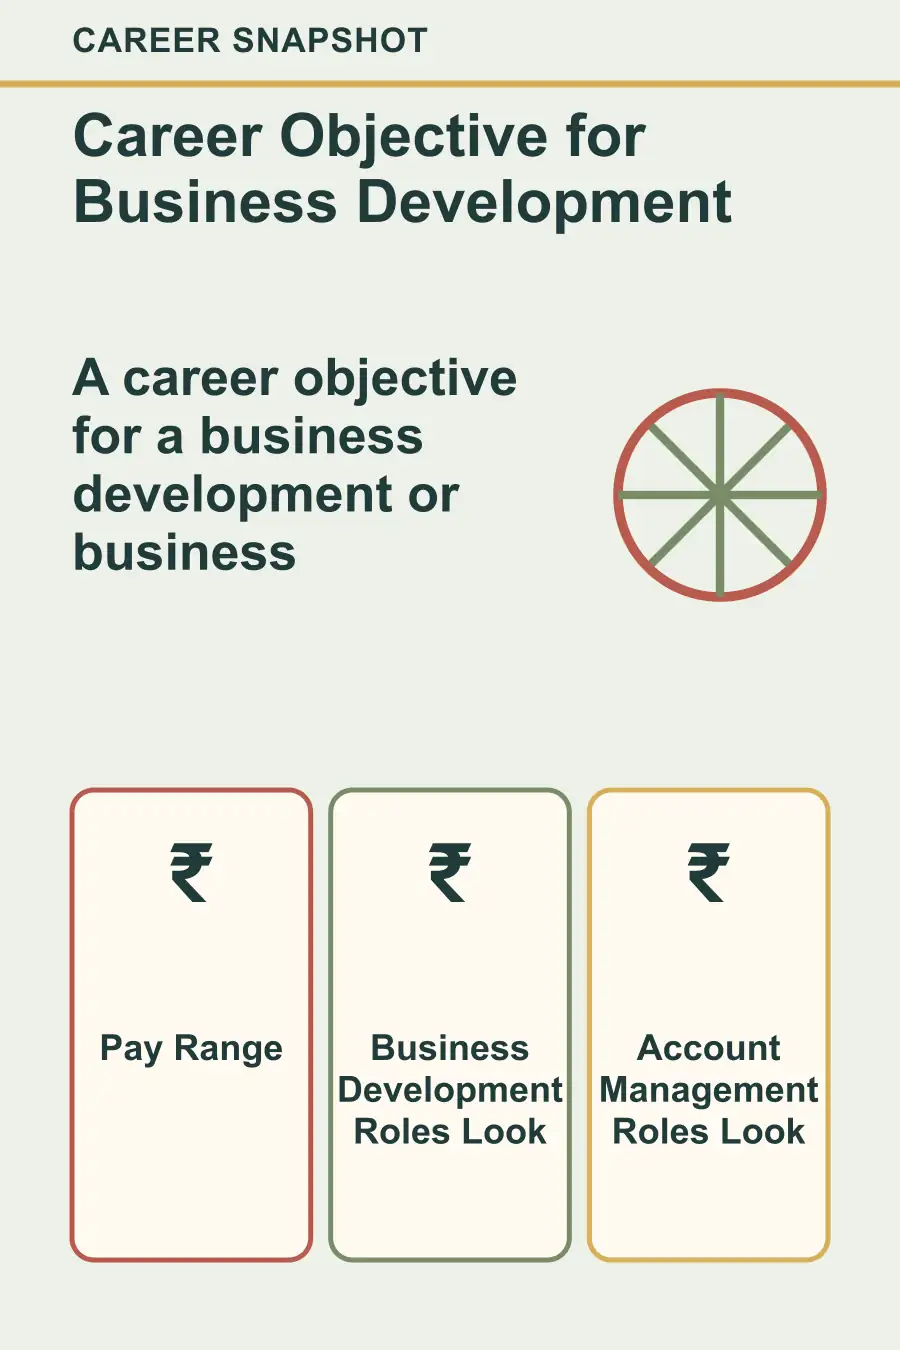 CAREER SNAPSHOT
Career Objective for
Business Development
A career objective
for a business
development or
business
₹
₹
₹
Pay Range
Business
Development
Roles Look
Account
Management
Roles Look